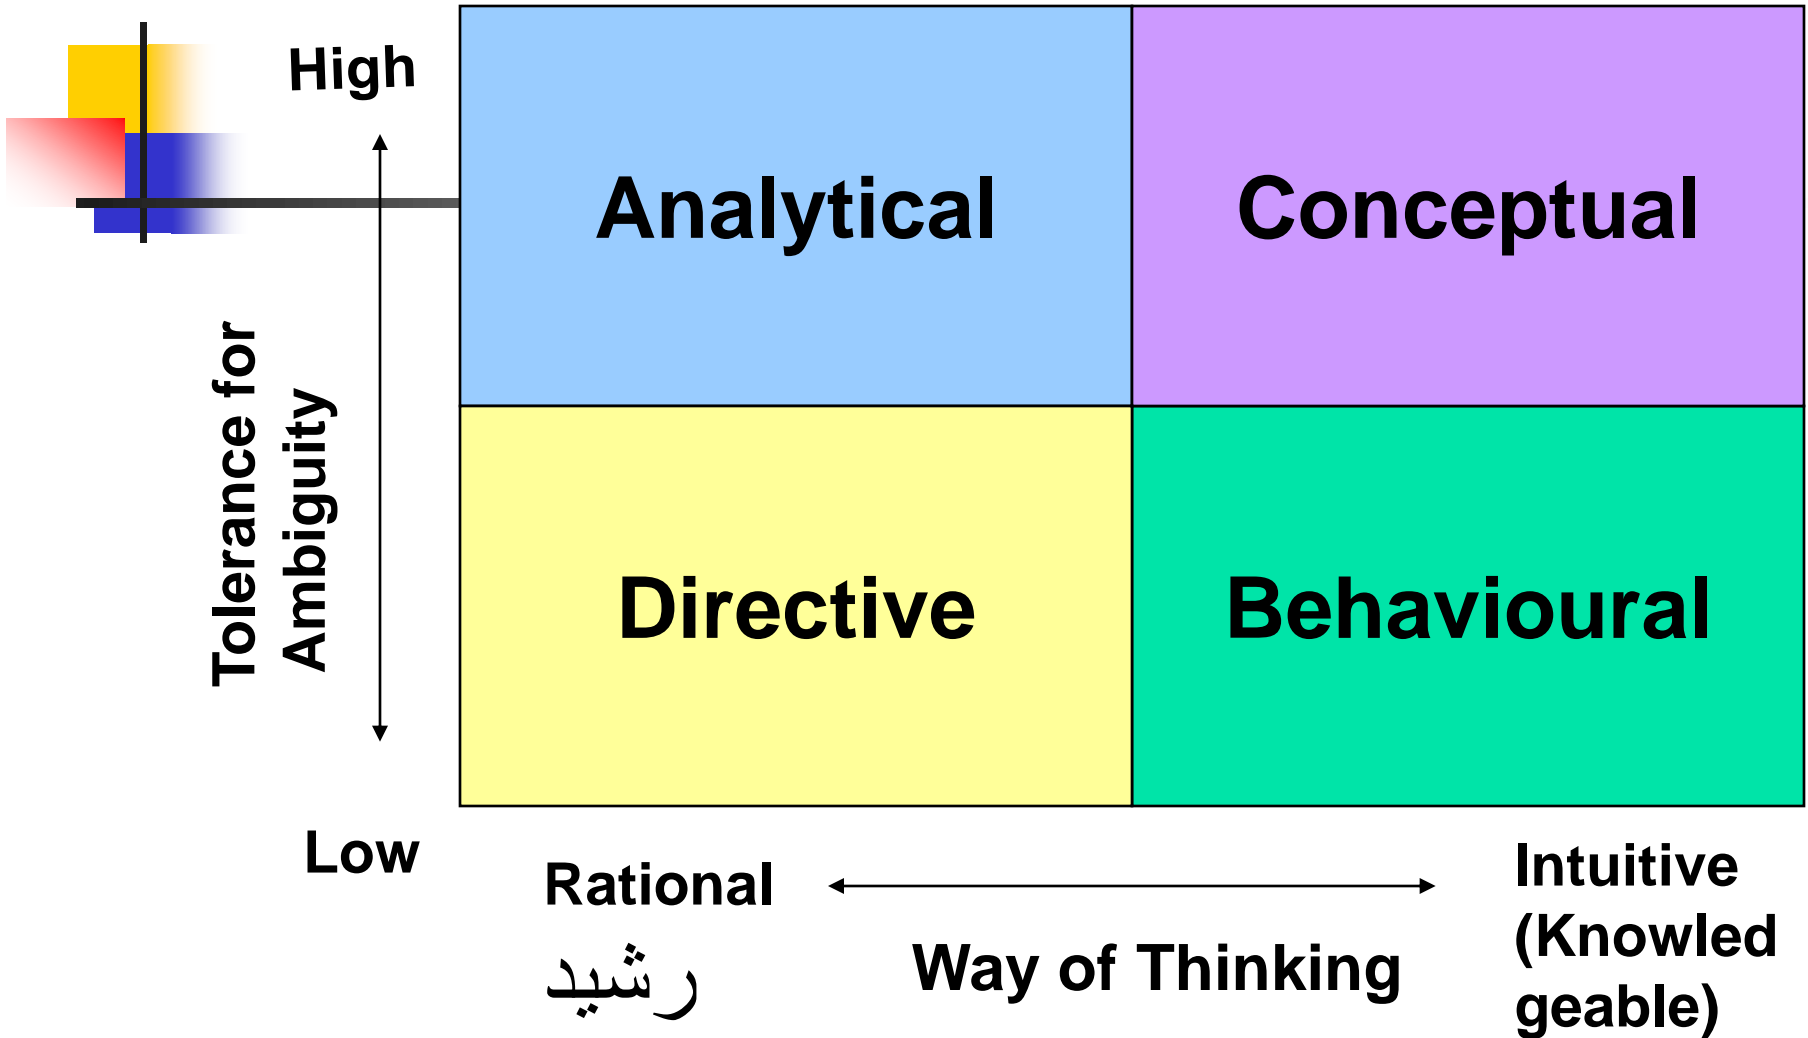 High
Analytical
Conceptual
Tolerance for
Ambiguity
Directive
Behavioural
Low
Rational
رشيد
Way of Thinking
Intuitive
(Knowled
geable)